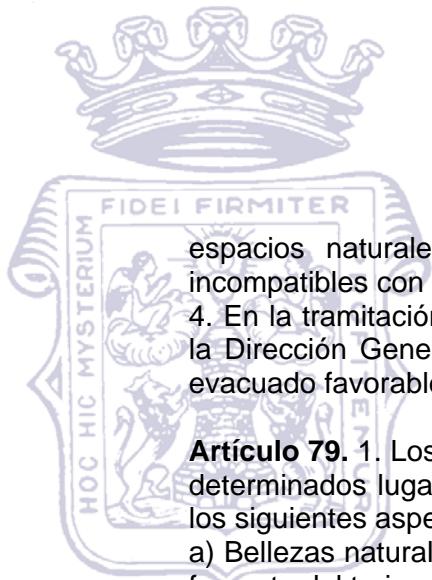 FIDEI FIRMITER
HOC HIC MYSTERIUM
espacios naturale
incompatibles con
4. En la tramitación
la Dirección Gene
evacuado favorable
Artículo 79. 1. Los
determinados luga
los siguientes aspe
a) Bellezas natural